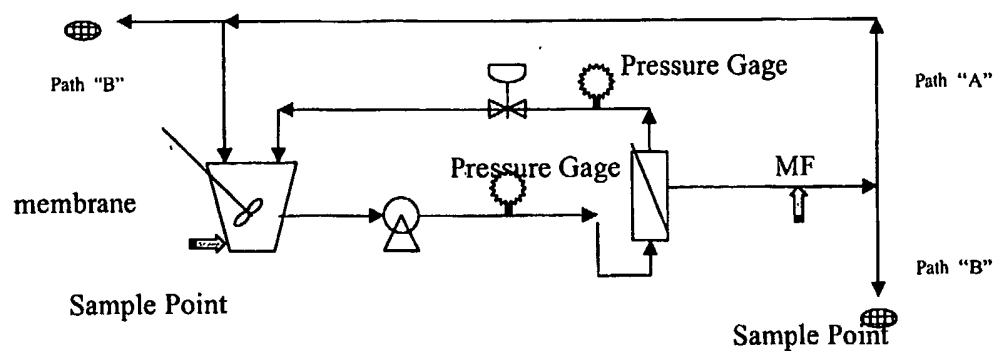 Pressure Gage
Path "B"
Path "A"
Pressure Gage
MF
membrane
Path "B"
Sample Point
Sample Point